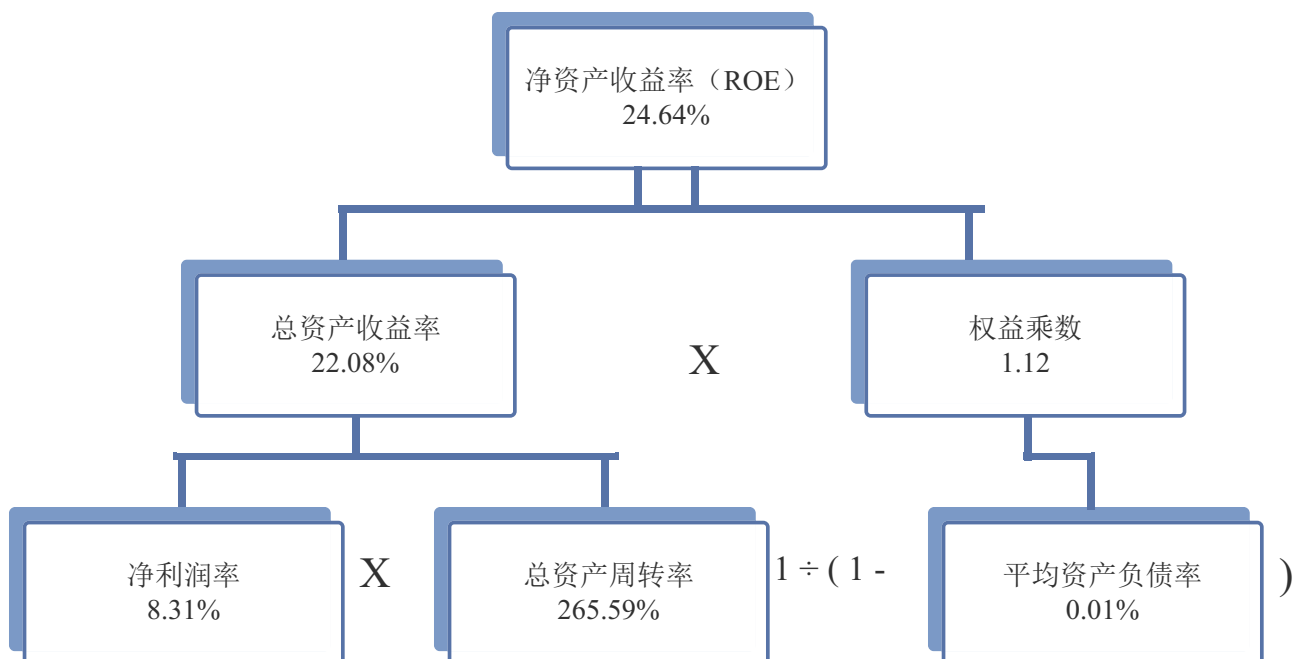 净资产收益率（ROE）
24.64%
总资产收益率
22.08%
X
权益乘数
1.12
净利润率
8.31%
X
总资产周转率
265.59%
1 ÷ ( 1 -
平均资产负债率
0.01%
)